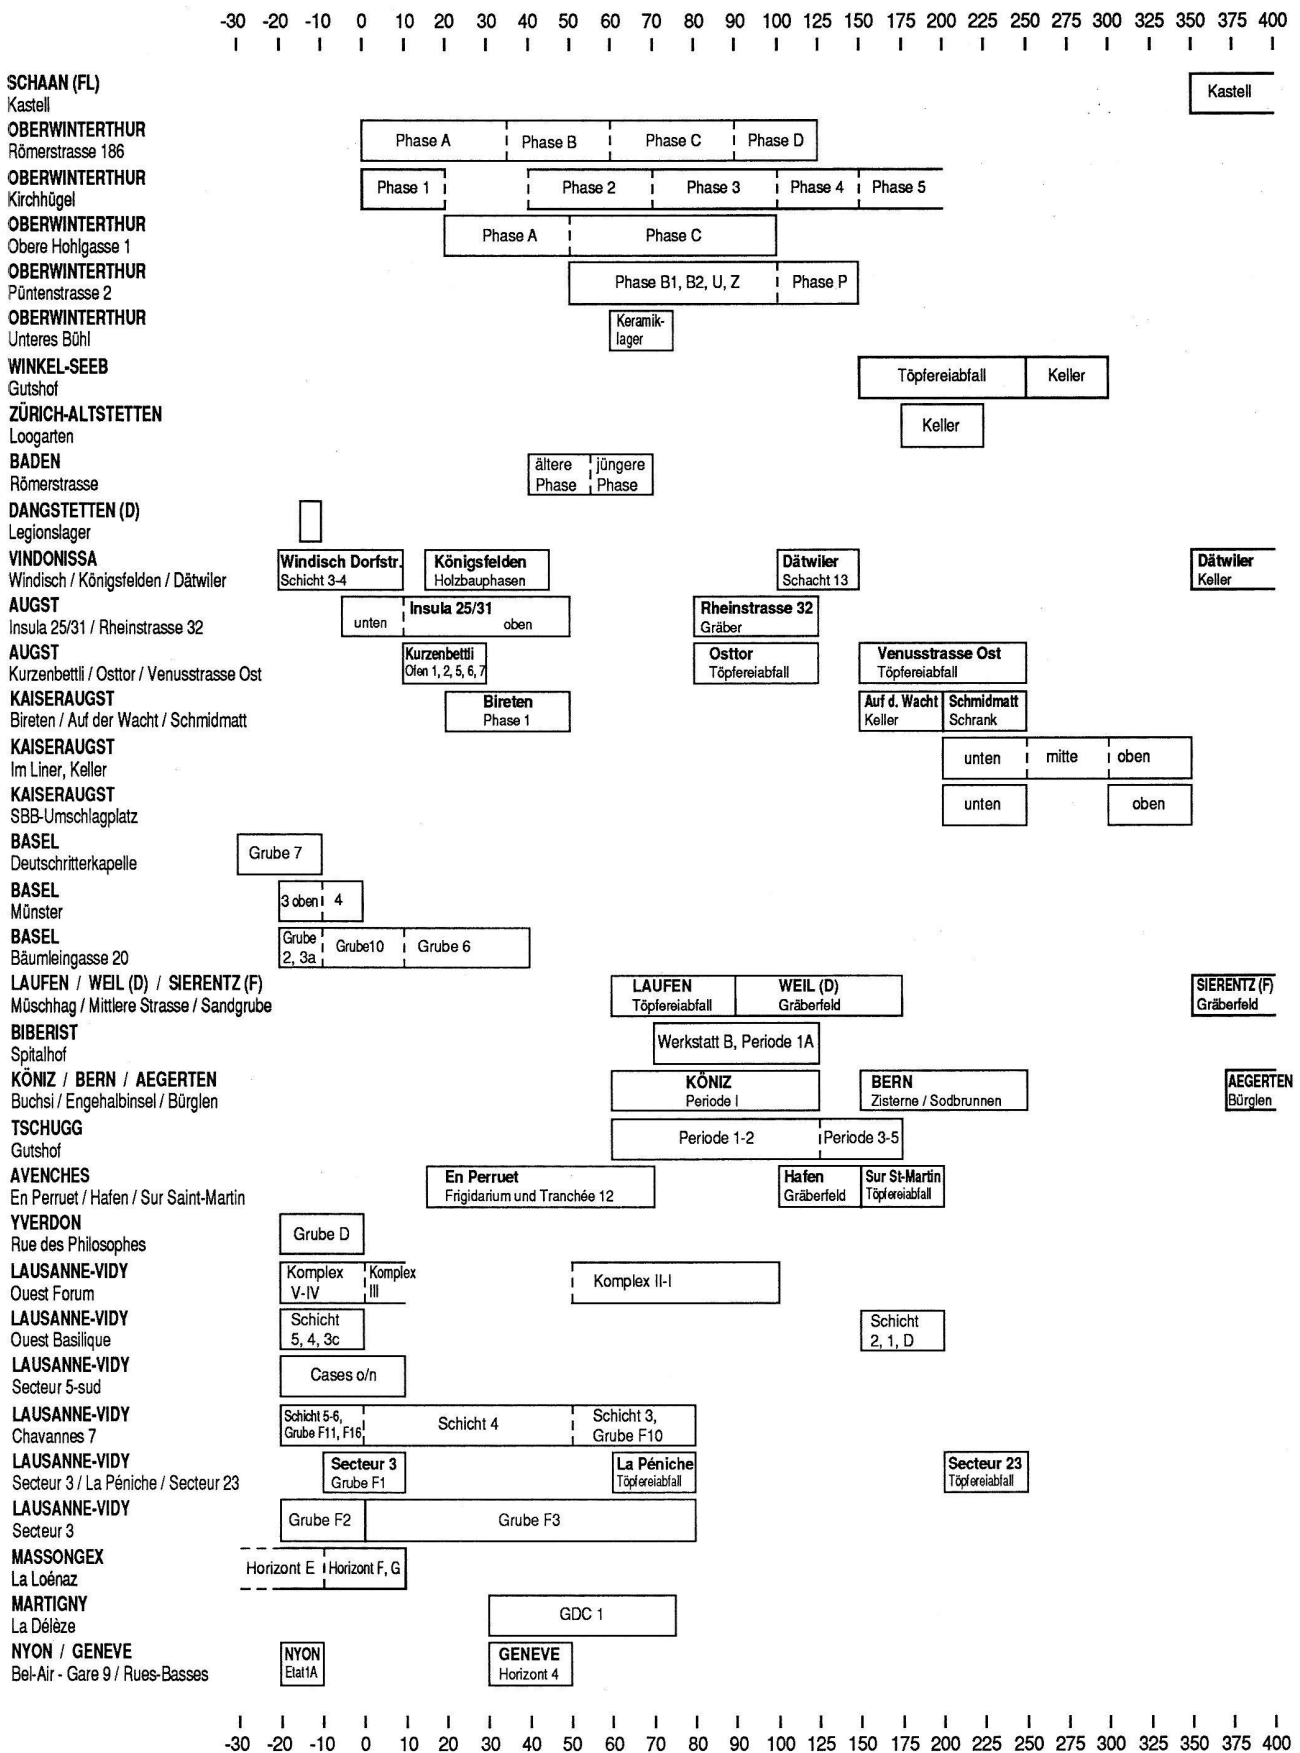 -30 -20 -10 0 10 20 30 40 50 60 70 80 90 100 125 150 175 200 225 250 275 300 325 350 375 400
SCHAAN (FL)
Kastell
Kastell
OBERWINTERTHUR
Römerstrasse 186
Phase A Phase B Phase C Phase D
OBERWINTERTHUR
Kirchhügel
Phase 1 Phase 2 Phase 3 Phase 4 Phase 5
OBERWINTERTHUR
Obere Hohlgasse 1
Phase A Phase C
OBERWINTERTHUR
Püntenstrasse 2
Phase B1, B2, U, Z Phase P
OBERWINTERTHUR
Unteres Bühl
Keramik-
lager
WINKEL-SEEB
Gutshof
Töpfereiabfall Keller
ZÜRICH-ALTSTETTEN
Loogarten
Keller
BADEN
Römerstrasse
ältere jüngere
Phase Phase
DANGSTETTEN (D)
Legionslager
VINDONISSA Windisch Dorfstr. Königsfelden Dätwiler Dätwiler
Windisch / Königsfelden / Dätwiler Schicht 3-4 Holzbauphasen Schacht 13 Keller
AUGST Insula 25/31 Rheinstrasse 32
Insula 25/31 / Rheinstrasse 32 unten oben Gräber
AUGST Kurzenbettli Osttor Venusstrasse Ost
Kurzenbettli / Osttor / Venusstrasse Ost Ofen 1, 2, 5, 6, 7 Töpfereiabfall Töpfereiabfall
KAISERAUGST Bireten Auf d. Wacht Schmidmatt
Bireten / Auf der Wacht / Schmidmatt Phase 1 Keller Schrank
KAISERAUGST
Im Liner, Keller
unten mitte oben
KAISERAUGST
SBB-Umschlagplatz
unten oben
BASEL
Deutschritterkapelle
Grube 7
BASEL
Münster
3 oben 4
BASEL
Bäumleingasse 20
Grube
2, 3a Grube10 Grube 6
LAUFEN / WEIL (D) / SIERENTZ (F) LAUFEN WEIL (D) SIERENTZ (F)
Müschhag / Mittlere Strasse / Sandgrube Töpfereiabfall Gräberfeld Gräberfeld
BIBERIST
Spitalhof
Werkstatt B, Periode 1A
KÖNIZ / BERN / AEGERTEN KÖNIZ BERN AEGERTEN
Buchsi / Engehalbinsel / Bürglen Periode I Zisterne / Sodbrunnen Bürglen
TSCHUGG
Gutshof
Periode 1-2 Periode 3-5
AVENCHES En Perruet Hafen Sur St-Martin
En Perruet / Hafen / Sur Saint-Martin Frigidarium und Tranchée 12 Gräberfeld Töpfereiabfall
YVERDON
Rue des Philosophes
Grube D
LAUSANNE-VIDY
Ouest Forum
Komplex Komplex
V-IV III
Komplex II-I
LAUSANNE-VIDY Schicht Schicht
Ouest Basilique 5, 4, 3c 2, 1, D
LAUSANNE-VIDY
Secteur 5-sud
Cases o/n
LAUSANNE-VIDY
Chavannes 7
Schicht 5-6,
Grube F11, F16
Schicht 4
Schicht 3,
Grube F10
LAUSANNE-VIDY Secteur 3 La Péniche Secteur 23
Secteur 3 / La Péniche / Secteur 23 Grube F1 Töpfereiabfall Töpfereiabfall
LAUSANNE-VIDY
Secteur 3
Grube F2 Grube F3
MASSONGEX
La Loénaz
Horizont E Horizont F, G
MARTIGNY
La Délèze
GDC 1
NYON / GENEVE NYON GENEVE
Bel-Air - Gare 9 / Rues-Basses Etat1A Horizont 4
-30 -20 -10 0 10 20 30 40 50 60 70 80 90 100 125 150 175 200 225 250 275 300 325 350 375 400